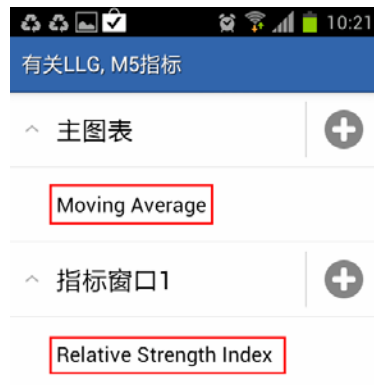 10:21
有关LLG, M5指标
主图表
Moving Average
指标窗口1
Relative Strength Index